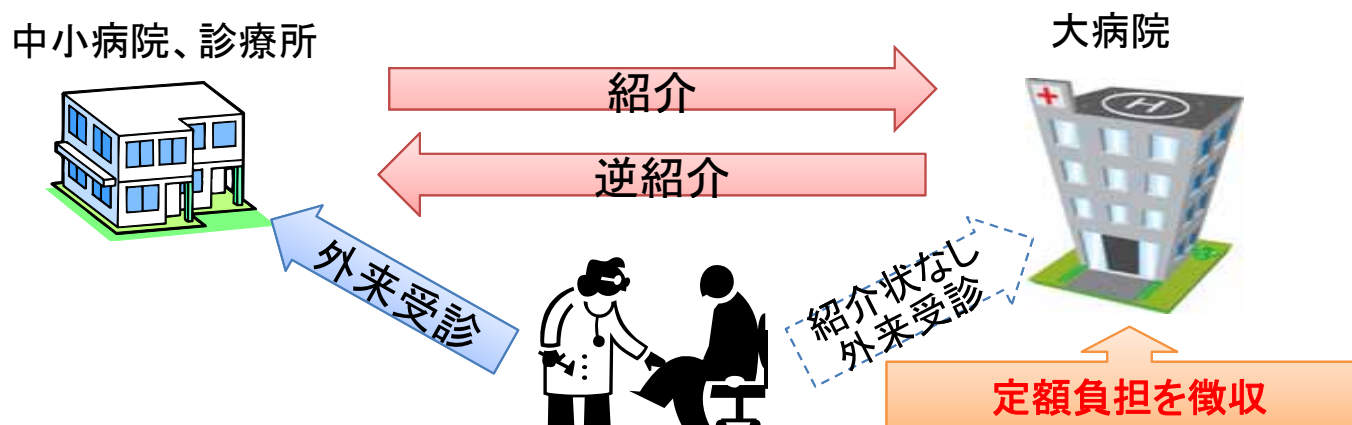 中小病院、診療所
大病院
紹介
逆紹介
外来受診
紹介状なし
外来受診
定額負担を徴収
H